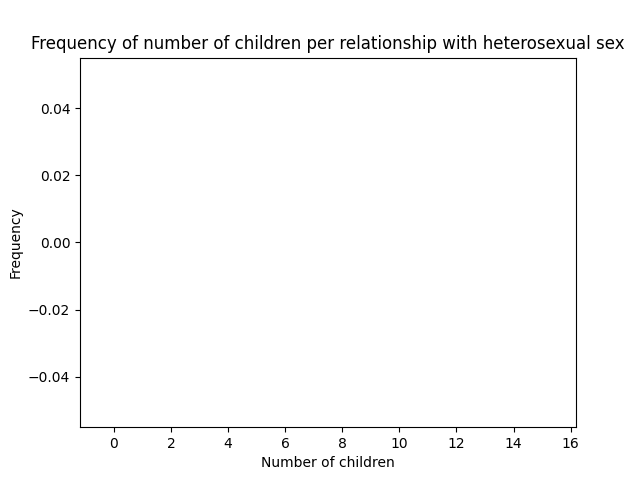 Frequency of number of children per relationship with heterosexual sex
0.04
0.02
0.00
−0.02
−0.04
Frequency
0 2 4 6 8 10 12 14 16
Number of children